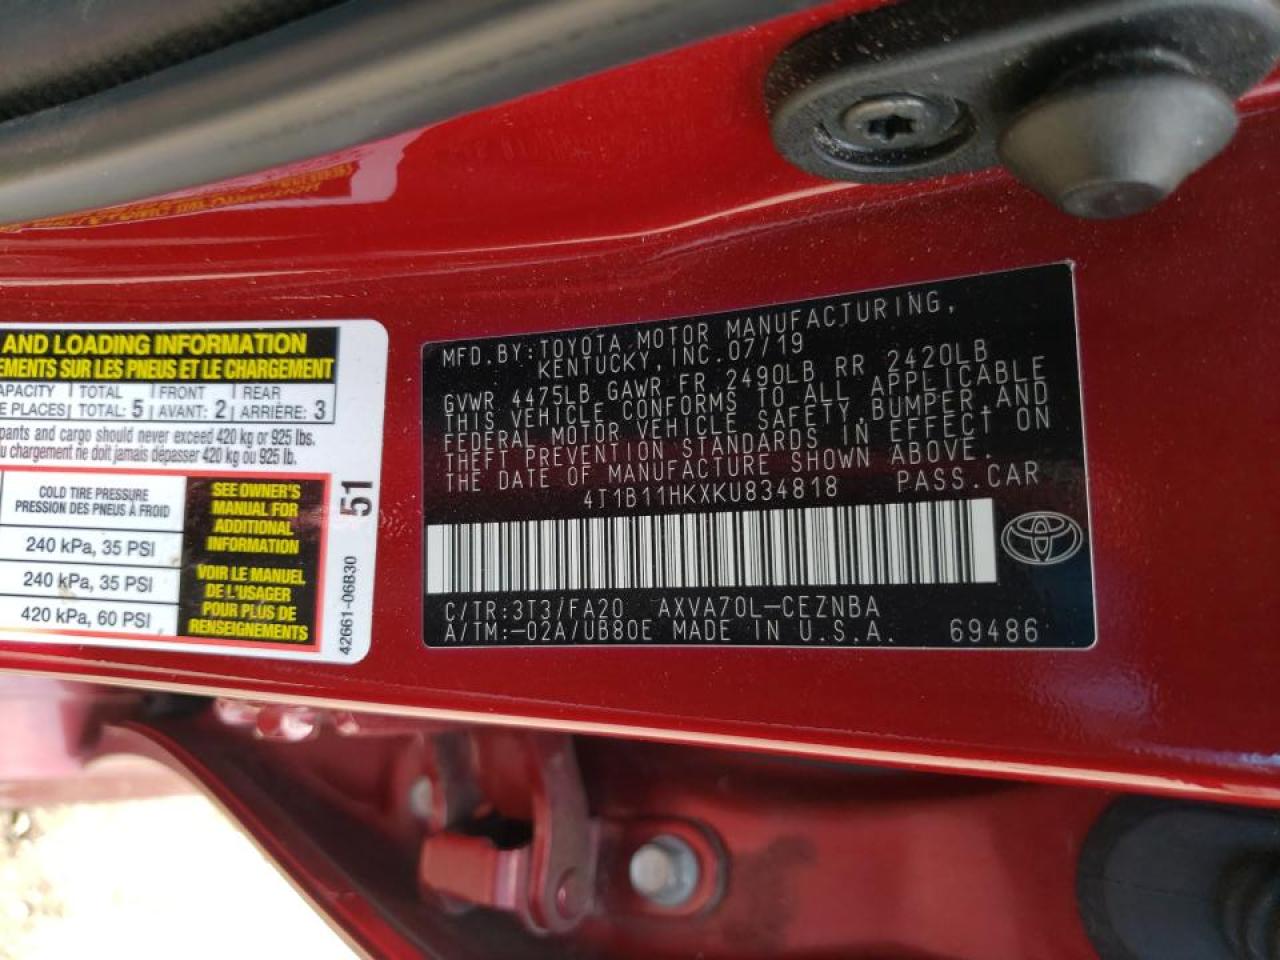 AND LOADING INFORMATION
EMENTS SUR LES PNEUS ET LE CHARGEMENT
APACITY TOTAL FRONT REAR
E PLACES TOTAL: 5 AVANT: 2 ARRIÈRE: 3
pants and cargo should never exceed 420 kg or 925 lbs.
u chargement ne doit jamais dépasser 420 kg ou 925 lb.
COLD TIRE PRESSURE
PRESSION DES PNEUS À FROID
240 kPa, 35 PSI
240 kPa, 35 PSI
420 kPa, 60 PSI
SEE OWNER'S
MANUAL FOR
ADDITIONAL
INFORMATION
VOIR LE MANUEL
DE L'USAGER
POUR PLUS DE
RENSEIGNEMENTS
51
42661-06B30
MFD. BY: TOYOTA MOTOR MANUFACTURING,
KENTUCKY, INC. 07/19
GVWR 4475LB GAWR FR 2490LB RR 2420LB
THIS VEHICLE CONFORMS TO ALL APPLICABLE
FEDERAL MOTOR VEHICLE SAFETY, BUMPER AND
THEFT PREVENTION STANDARDS IN EFFECT ON
THE DATE OF MANUFACTURE SHOWN ABOVE.
4T1B11HKXKU834818 PASS. CAR
C/TR: 3T3/FA20 AXVA70L-CEZNBA
A/TM: -02A/UB80E MADE IN U.S.A. 69486